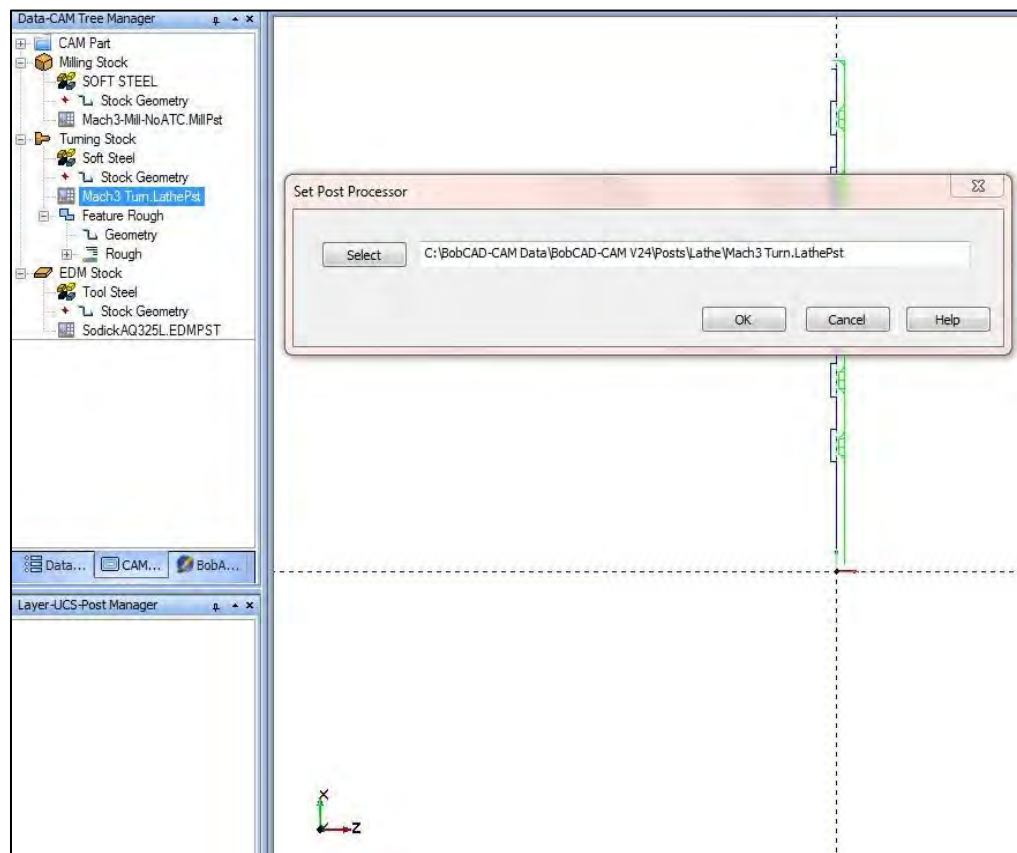 Data-CAM Tree Manager
CAM Part
Milling Stock
SOFT STEEL
Stock Geometry
Mach3-Mill-NoATC.MillPst
Turning Stock
Soft Steel
Stock Geometry
Mach3 Turn.LathePst
Feature Rough
Geometry
Rough
EDM Stock
Tool Steel
Stock Geometry
SodickAQ325L.EDMPST
Data...
CAM...
BobA...
Layer-UCS-Post Manager
Set Post Processor
Select
C:\BobCAD-CAM Data\BobCAD-CAM V24\Posts\Lathe\Mach3 Turn.LathePst
OK
Cancel
Help
X
Z